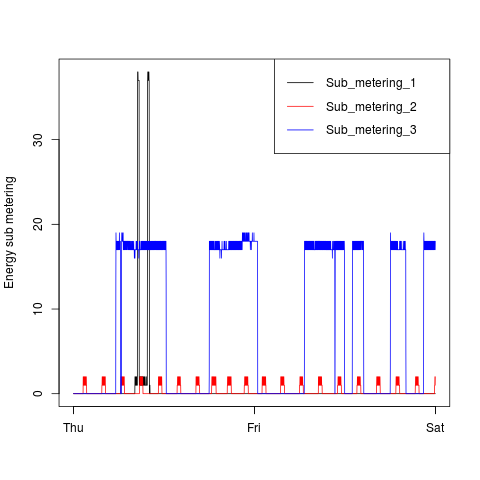 Sub_metering_1
Sub_metering_2
Sub_metering_3
Energy sub metering
30
20
10
0
Thu Fri Sat